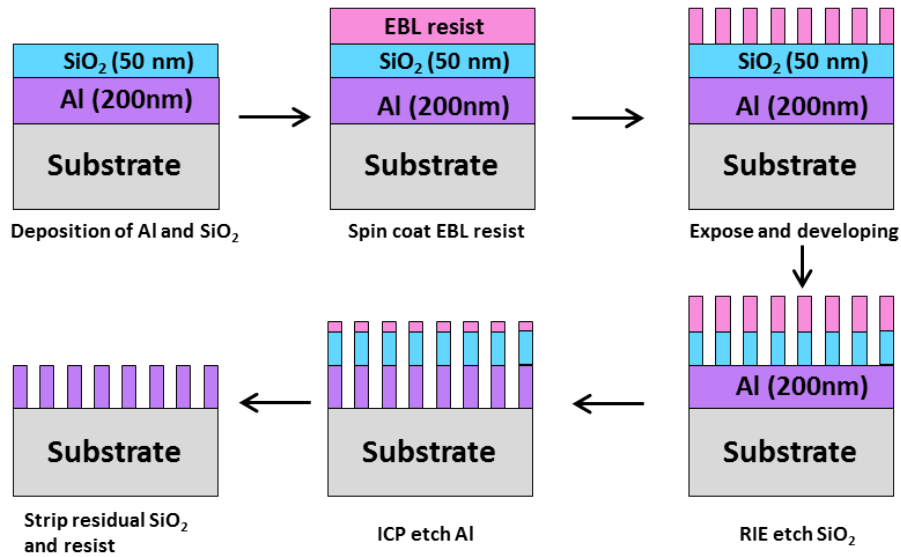 SiO₂ (50 nm)
Al (200nm)
Substrate
Deposition of Al and SiO₂
EBL resist
SiO₂ (50 nm)
Al (200nm)
Substrate
Spin coat EBL resist
SiO₂ (50 nm)
Al (200nm)
Substrate
Expose and developing
Al (200nm)
Substrate
RIE etch SiO₂
Substrate
ICP etch Al
Substrate
Strip residual SiO₂
and resist